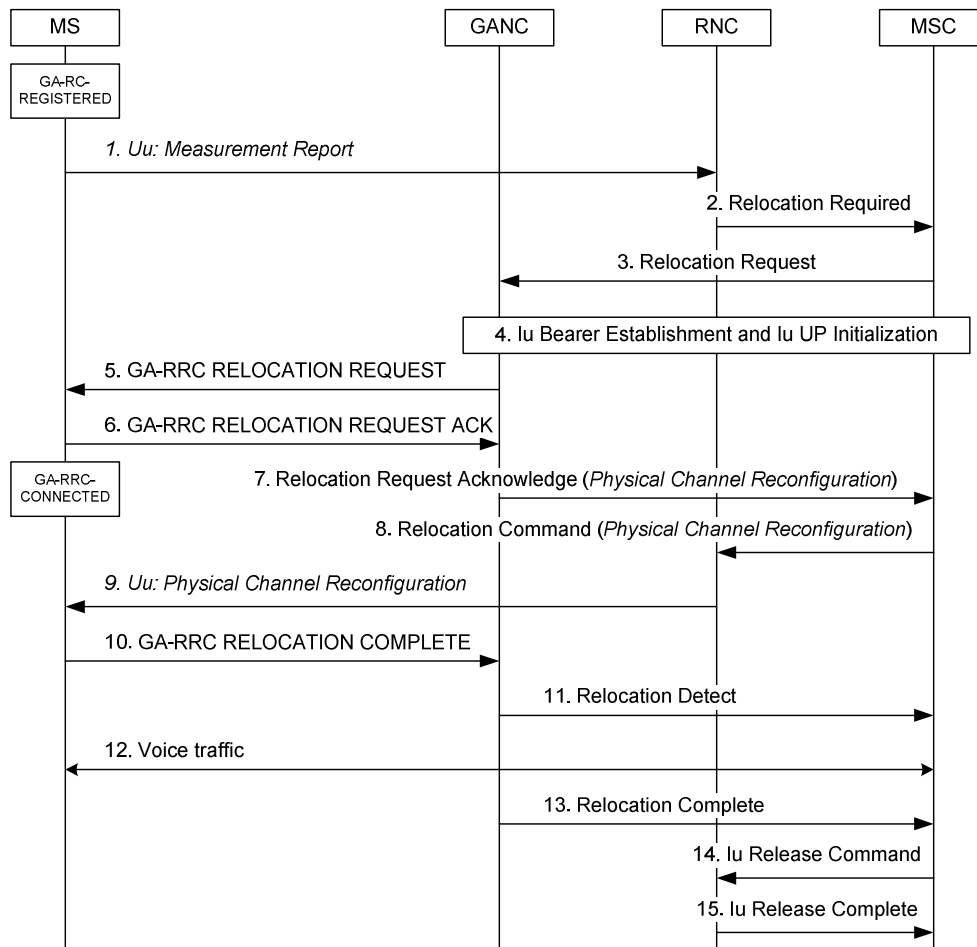 MS
GANC
RNC
MSC
GA-RC-
REGISTERED
1. Uu: Measurement Report
2. Relocation Required
3. Relocation Request
4. Iu Bearer Establishment and Iu UP Initialization
5. GA-RRC RELOCATION REQUEST
6. GA-RRC RELOCATION REQUEST ACK
GA-RRC-
CONNECTED
7. Relocation Request Acknowledge (Physical Channel Reconfiguration)
8. Relocation Command (Physical Channel Reconfiguration)
9. Uu: Physical Channel Reconfiguration
10. GA-RRC RELOCATION COMPLETE
11. Relocation Detect
12. Voice traffic
13. Relocation Complete
14. Iu Release Command
15. Iu Release Complete